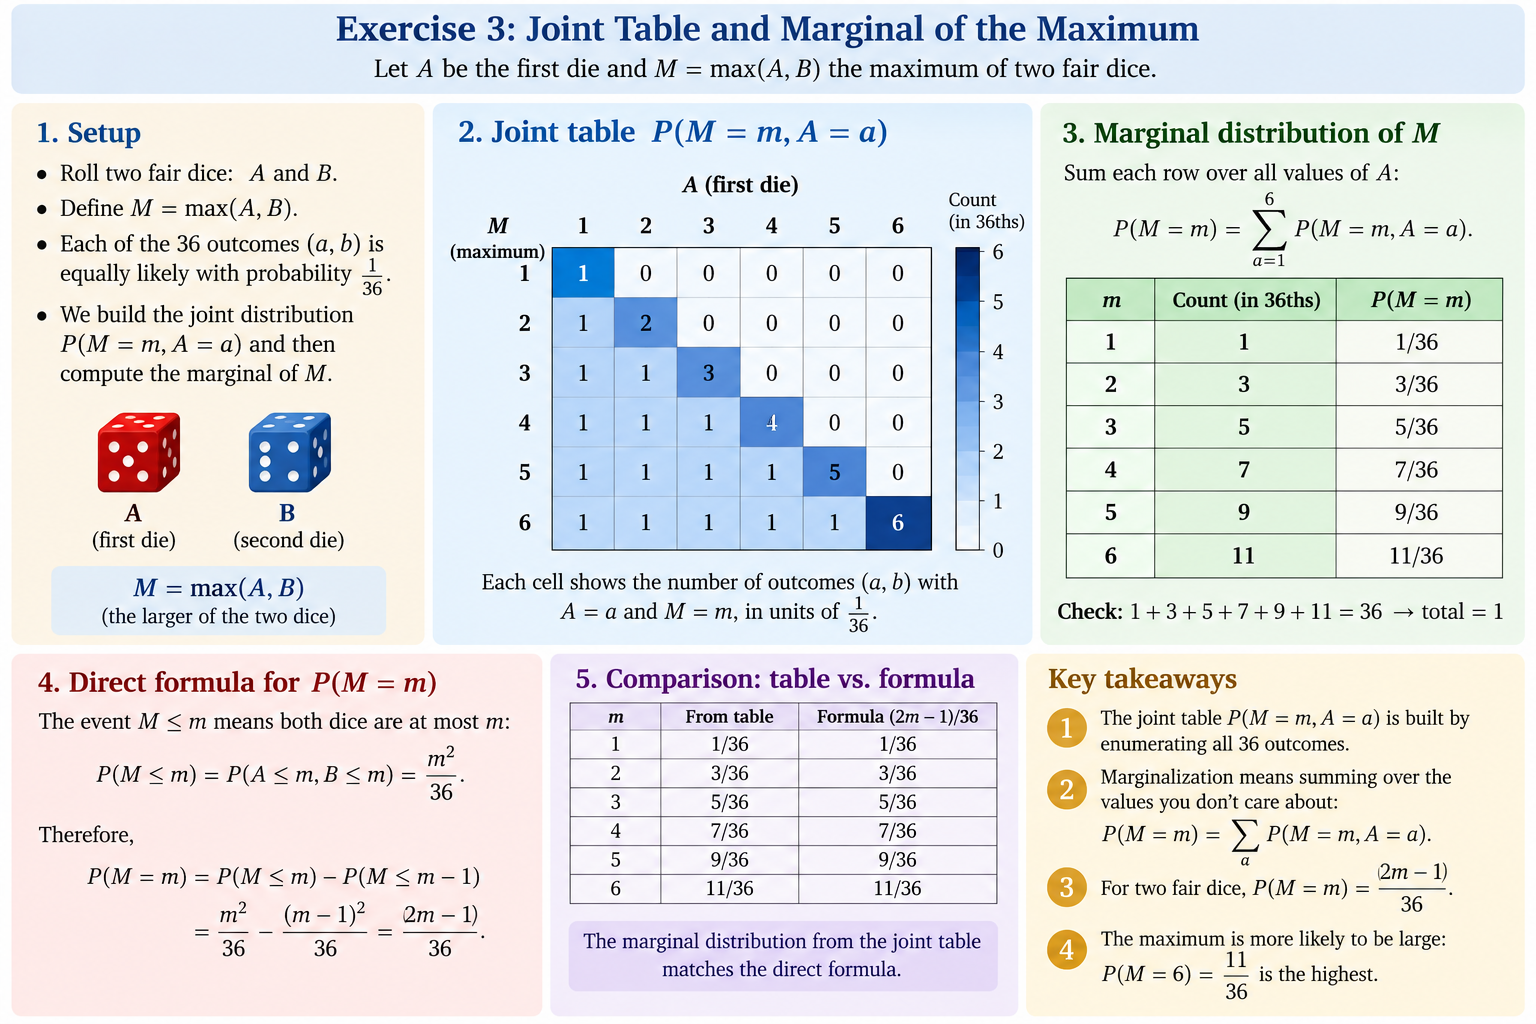 Exercise 3: Joint Table and Marginal of the Maximum
Let A be the first die and M = max(A, B) the maximum of two fair dice.
1. Setup
• Roll two fair dice: A and B.
• Define M = max(A, B).
• Each of the 36 outcomes (a, b) is
equally likely with probability 1/36.
• We build the joint distribution
P(M = m, A = a) and then
compute the marginal of M.
A
(first die)
B
(second die)
M = max(A, B)
(the larger of the two dice)
2. Joint table P(M = m, A = a)
A (first die)
M 1 2 3 4 5 6
(maximum)
1 1 0 0 0 0 0
2 1 2 0 0 0 0
3 1 1 3 0 0 0
4 1 1 1 4 0 0
5 1 1 1 1 5 0
6 1 1 1 1 1 6
Count
(in 36ths)
6
5
4
3
2
1
0
Each cell shows the number of outcomes (a, b) with
A = a and M = m, in units of 1/36.
3. Marginal distribution of M
Sum each row over all values of A:
P(M = m) = ∑_{a=1}^{6} P(M = m, A = a).
m Count (in 36ths) P(M = m)
1 1 1/36
2 3 3/36
3 5 5/36
4 7 7/36
5 9 9/36
6 11 11/36
Check: 1 + 3 + 5 + 7 + 9 + 11 = 36 → total = 1
4. Direct formula for P(M = m)
The event M ≤ m means both dice are at most m:
P(M ≤ m) = P(A ≤ m, B ≤ m) = m²/36.
Therefore,
P(M = m) = P(M ≤ m) − P(M ≤ m − 1)
= m²/36 − (m − 1)²/36 = (2m − 1)/36.
5. Comparison: table vs. formula
m From table Formula (2m − 1)/36
1 1/36 1/36
2 3/36 3/36
3 5/36 5/36
4 7/36 7/36
5 9/36 9/36
6 11/36 11/36
The marginal distribution from the joint table
matches the direct formula.
Key takeaways
1 The joint table P(M = m, A = a) is built by
enumerating all 36 outcomes.
2 Marginalization means summing over the
values you don't care about:
P(M = m) = ∑_a P(M = m, A = a).
3 For two fair dice, P(M = m) = (2m − 1)/36.
4 The maximum is more likely to be large:
P(M = 6) = 11/36 is the highest.